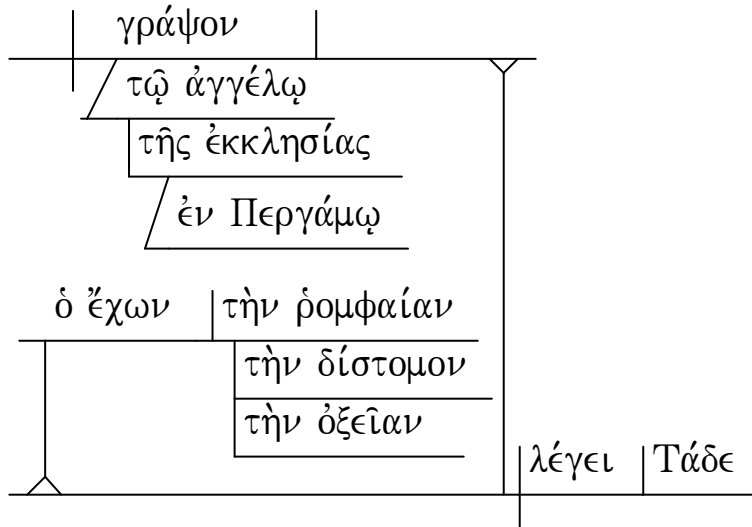 γράψον
τῷ ἀγγέλῳ
τῆς ἐκκλησίας
ἐν Περγάμῳ
ὁ ἔχων τὴν ῥομφαίαν
τὴν δίστομον
τὴν ὀξεῖαν
λέγει Τάδε